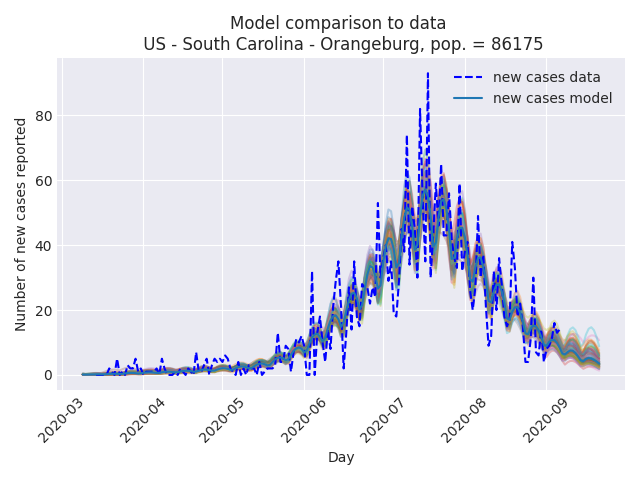 Model comparison to data
US - South Carolina - Orangeburg, pop. = 86175
new cases data
new cases model
Number of new cases reported
80
60
40
20
0
2020-03
2020-04
2020-05
2020-06
2020-07
2020-08
2020-09
Day